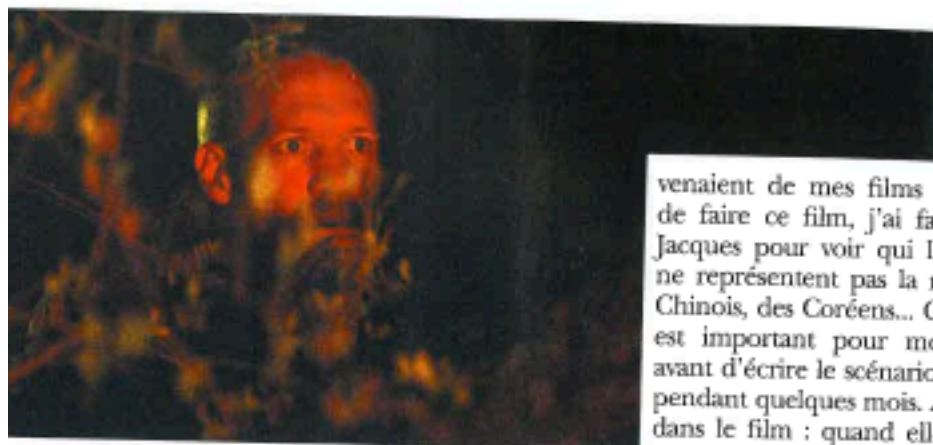 venaient de mes films
de faire ce film, j'ai
Jacques pour voir qui
ne représentent pas la
Chinois, des Coréens...
est important pour
avant d'écrire le scénario
pendant quelques mois.
dans le film : quand